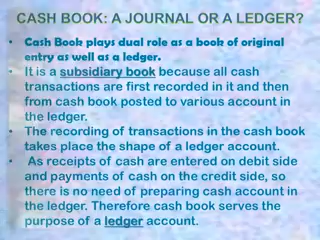 CASH BOOK: A JOURNAL OR A LEDGER?
• Cash Book plays dual role as a book of original
entry as well as a ledger.
• It is a subsidiary book because all cash
transactions are first recorded in it and then
from cash book posted to various account in
the ledger.
• The recording of transactions in the cash book
takes place the shape of a ledger account.
• As receipts of cash are entered on debit side
and payments of cash on the credit side, so
there is no need of preparing cash account in
the ledger. Therefore cash book serves the
purpose of a ledger account.